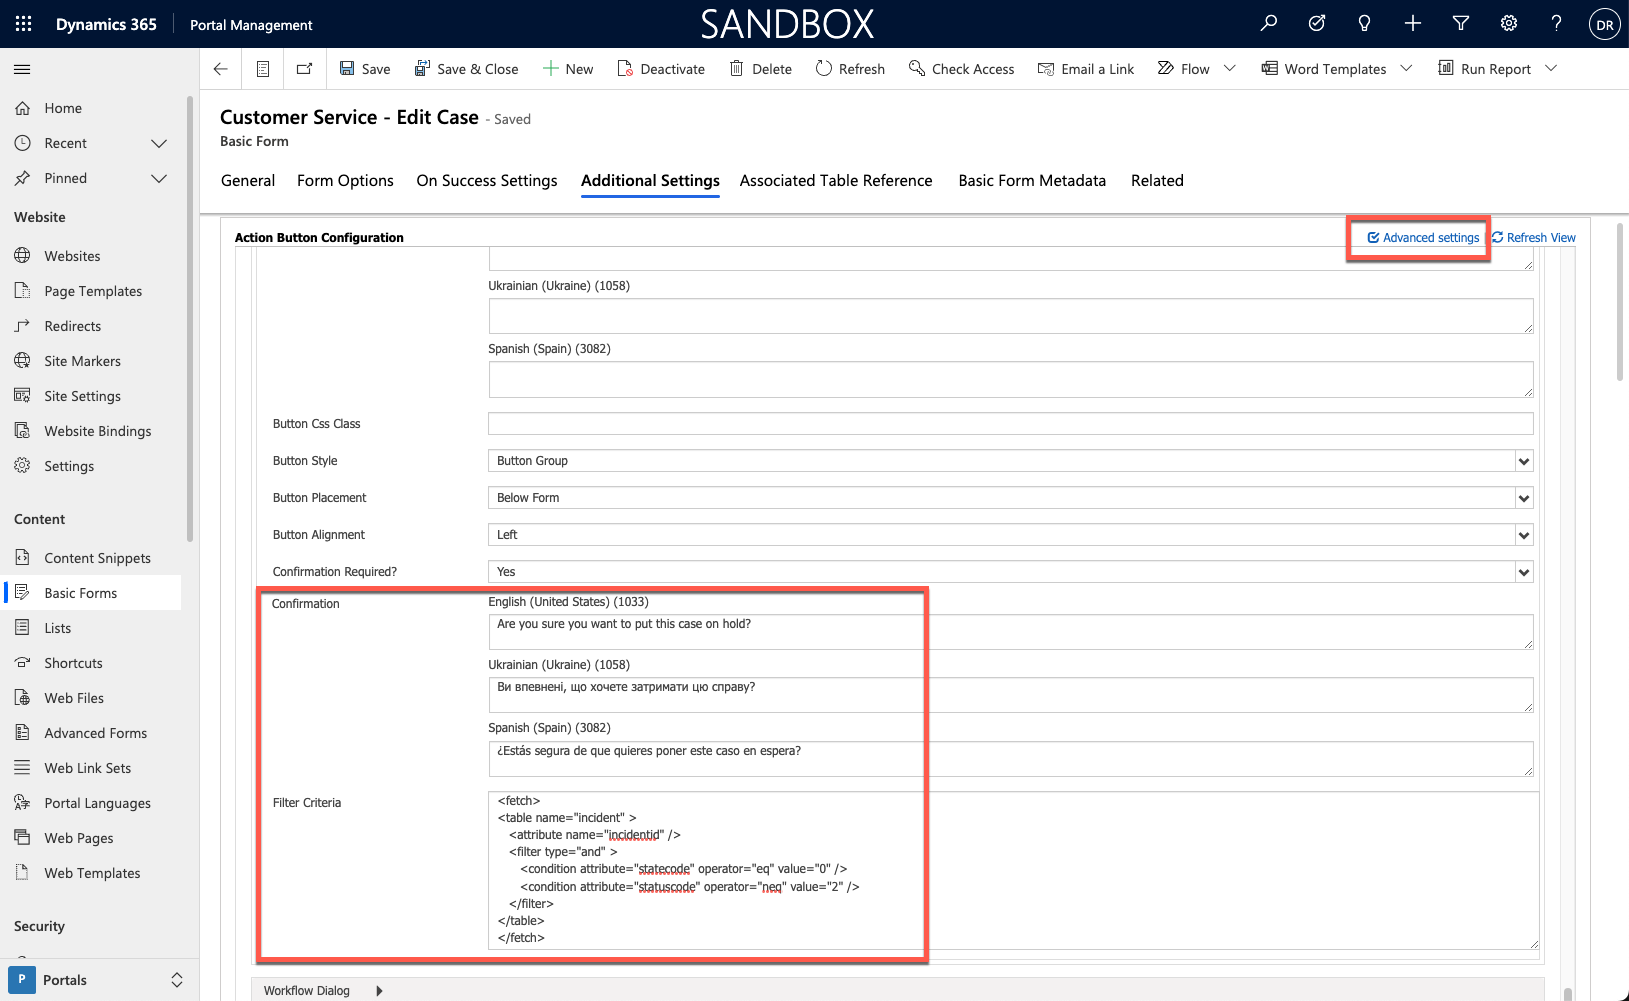 Dynamics 365
Portal Management
SANDBOX
DR
Save
Save & Close
New
Deactivate
Delete
Refresh
Check Access
Email a Link
Flow
Word Templates
Run Report
Home
Recent
Pinned
Website
Websites
Page Templates
Redirects
Site Markers
Site Settings
Website Bindings
Settings
Content
Content Snippets
Basic Forms
Lists
Shortcuts
Web Files
Advanced Forms
Web Link Sets
Portal Languages
Web Pages
Web Templates
Security
P
Portals
Customer Service - Edit Case - Saved
Basic Form
General
Form Options
On Success Settings
Additional Settings
Associated Table Reference
Basic Form Metadata
Related
Action Button Configuration
Advanced settings
Refresh View
Ukrainian (Ukraine) (1058)
Spanish (Spain) (3082)
Button Css Class
Button Style
Button Group
Button Placement
Below Form
Button Alignment
Left
Confirmation Required?
Yes
Confirmation
English (United States) (1033)
Are you sure you want to put this case on hold?
Ukrainian (Ukraine) (1058)
Ви впевнені, що хочете затримати цю справу?
Spanish (Spain) (3082)
¿Estás segura de que quieres poner este caso en espera?
Filter Criteria
<fetch>
<table name="incident" >
<attribute name="incidentid" />
<filter type="and" >
<condition attribute="statecode" operator="eq" value="0" />
<condition attribute="statuscode" operator="neq" value="2" />
</filter>
</table>
</fetch>
Workflow Dialog